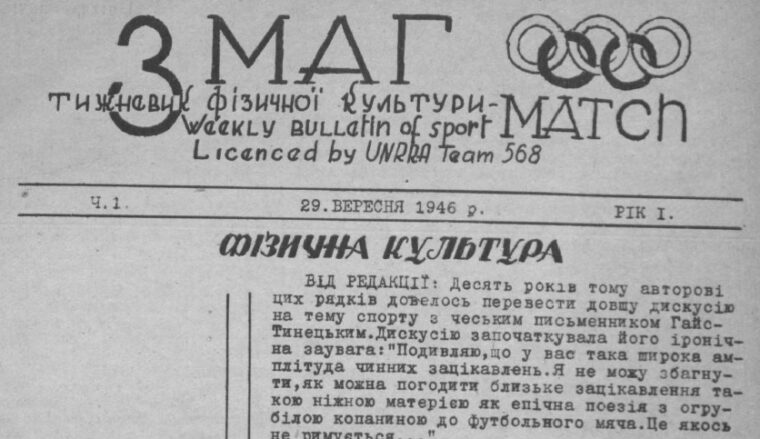 ЗМАГ
ТИЖНЕВИК ФІЗИЧНОЇ КУЛЬТУРИ-MATCh
Weekly Bulletin of sport
Licenced by UNRRA Team 568
Ч.1.
29.ВЕРЕСНЯ 1946 р.
РІК І.
ФІЗИЧНА КУЛЬТУРА
ВІД РЕДАКЦІЇ: Десять років тому авторові
цих рядків довелось перевести довшу дискусію
на тему спорту з чеським письменником Гайс-
Тинецьким.Дискусію започаткувала його іроніч-
на заувага:"Подивляю,що у вас така широка ам-
плітуда чинних зацікавлень.Я не можу збагну-
ти,як можна погодити близьке зацікавлення та-
кою ніжною матерією як епічна поезія з огру-
білою копаниною до футбольного мяча.Це якось
не римується..."